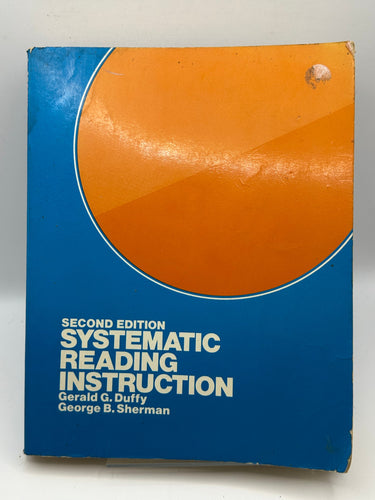 SECOND EDITION
SYSTEMATIC
READING
INSTRUCTION
Gerald G. Duffy
George B. Sherman